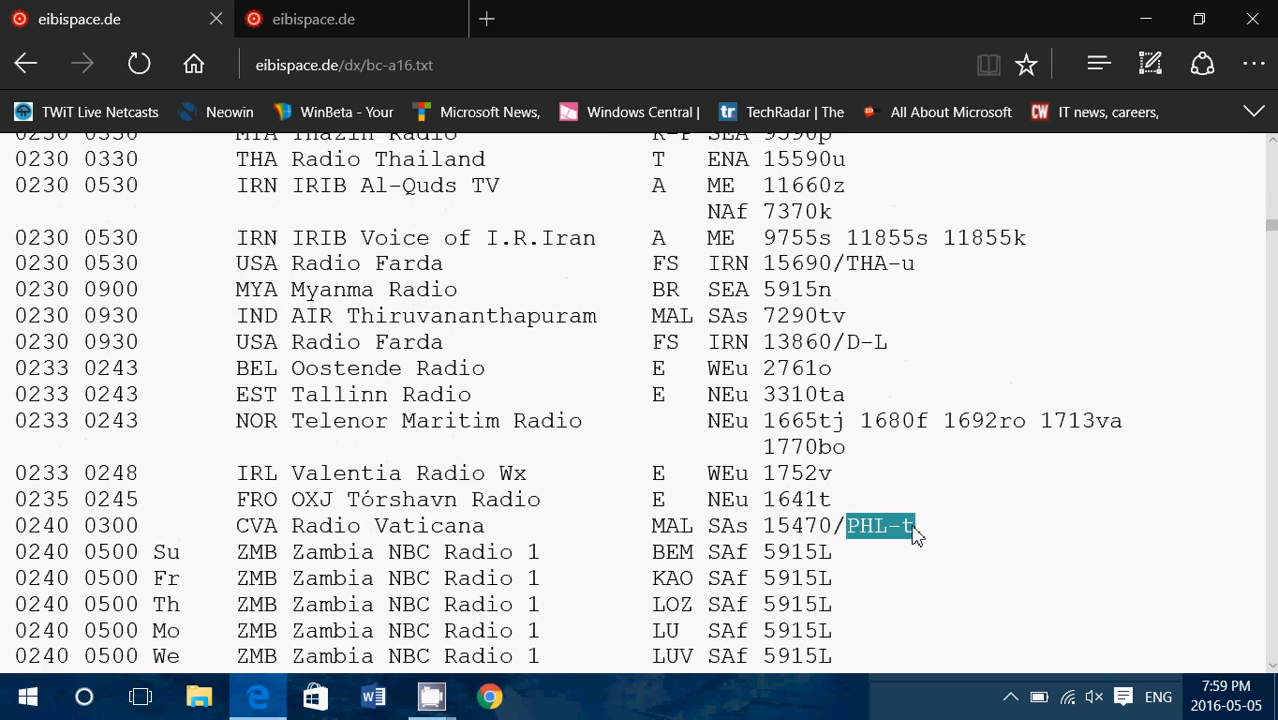 eibispace.de
eibispace.de
eibispace.de/dx/bc-a16.txt
TWiT Live Netcasts Neowin WinBeta - Your Microsoft News, Windows Central | TechRadar | The All About Microsoft IT news, careers,
0230 0330 MYA Thazin Radio K-P SEA 9590p
0230 0330 THA Radio Thailand T ENA 15590u
0230 0530 IRN IRIB Al-Quds TV A ME 11660z
NAf 7370k
0230 0530 IRN IRIB Voice of I.R.Iran A ME 9755s 11855s 11855k
0230 0530 USA Radio Farda FS IRN 15690/THA-u
0230 0900 MYA Myanma Radio BR SEA 5915n
0230 0930 IND AIR Thiruvananthapuram MAL SAs 7290tv
0230 0930 USA Radio Farda FS IRN 13860/D-L
0233 0243 BEL Oostende Radio E WEu 2761o
0233 0243 EST Tallinn Radio E NEu 3310ta
0233 0243 NOR Telenor Maritim Radio NEu 1665tj 1680f 1692ro 1713va
1770bo
0233 0248 IRL Valentia Radio Wx E WEu 1752v
0235 0245 FRO OXJ Tórshavn Radio E NEu 1641t
0240 0300 CVA Radio Vaticana MAL SAs 15470/PHL-t
0240 0500 Su ZMB Zambia NBC Radio 1 BEM SAf 5915L
0240 0500 Fr ZMB Zambia NBC Radio 1 KAO SAf 5915L
0240 0500 Th ZMB Zambia NBC Radio 1 LOZ SAf 5915L
0240 0500 Mo ZMB Zambia NBC Radio 1 LU SAf 5915L
0240 0500 We ZMB Zambia NBC Radio 1 LUV SAf 5915L
ENG
7:59 PM
2016-05-05